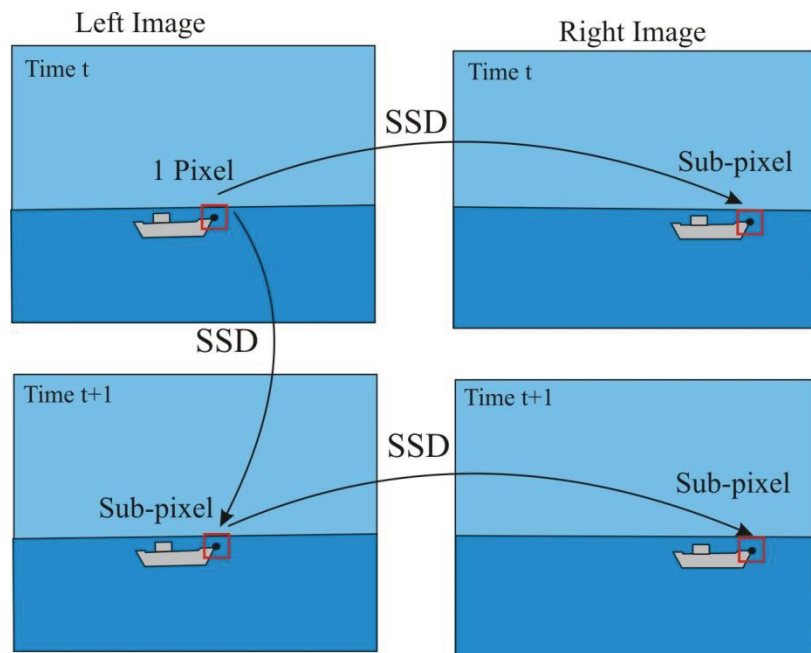 Left Image
Right Image
Time t
Time t
SSD
1 Pixel
Sub-pixel
SSD
Time t+1
Time t+1
SSD
Sub-pixel
Sub-pixel